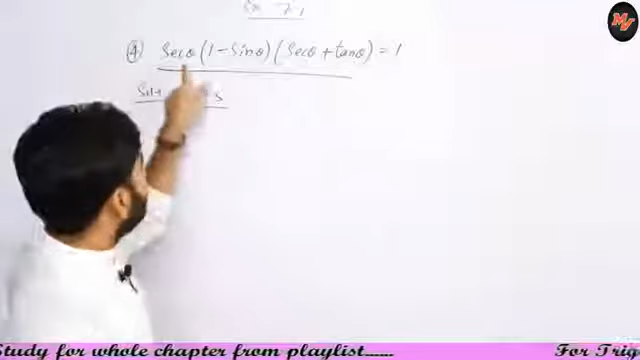 ④ Secθ(1-Sinθ)(Secθ+tanθ)=1
Study for whole chapter from playlist...... For Trig